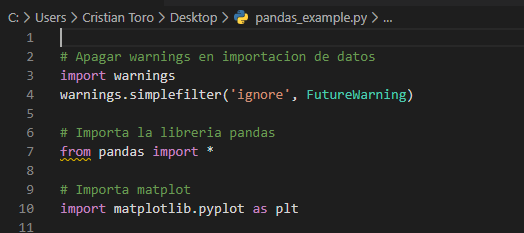 C: > Users > Cristian Toro > Desktop > pandas_example.py > ...
1
2 # Apagar warnings en importacion de datos
3 import warnings
4 warnings.simplefilter('ignore', FutureWarning)
5
6 # Importa la libreria pandas
7 from pandas import *
8
9 # Importa matplot
10 import matplotlib.pyplot as plt
11